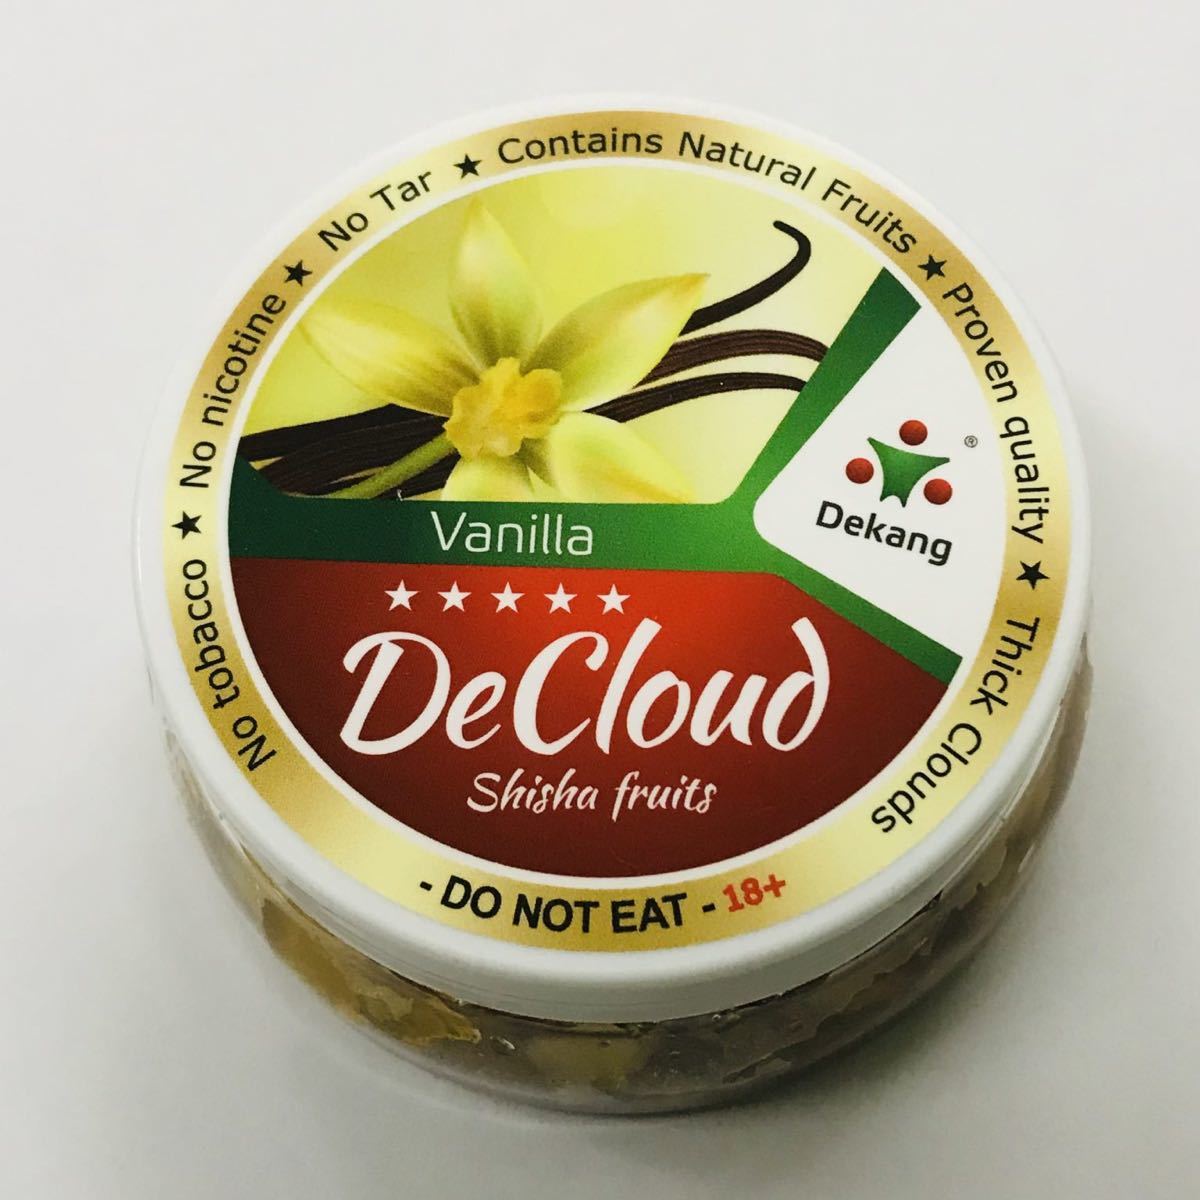 No tobacco ★ No nicotine ★ No Tar ★ Contains Natural Fruits ★ Proven quality ★ Thick Clouds
Dekang
®
Vanilla
★ ★ ★ ★ ★
DeCloud
Shisha fruits
- DO NOT EAT - 18+